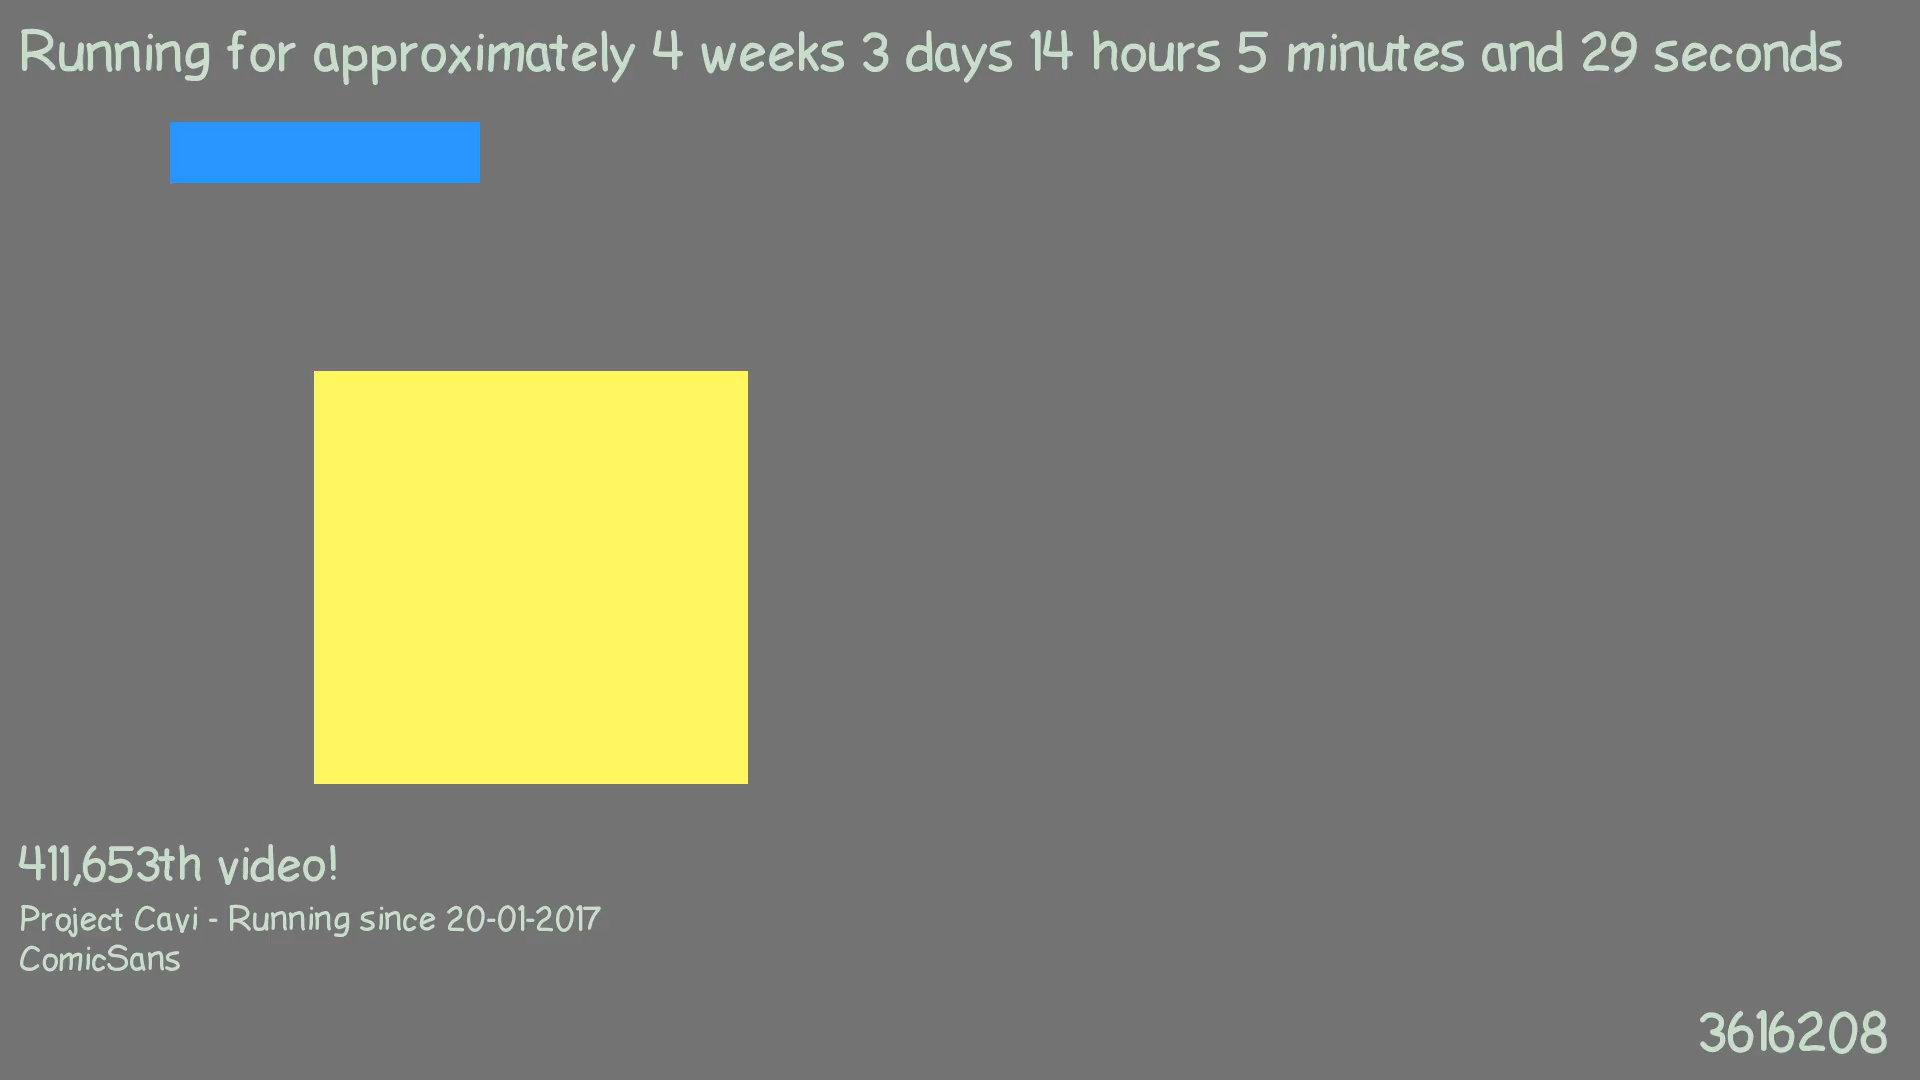 Running for approximately 4 weeks 3 days 14 hours 5 minutes and 29 seconds
411,653th video!
Project Cavi - Running since 20-01-2017
ComicSans
3616208